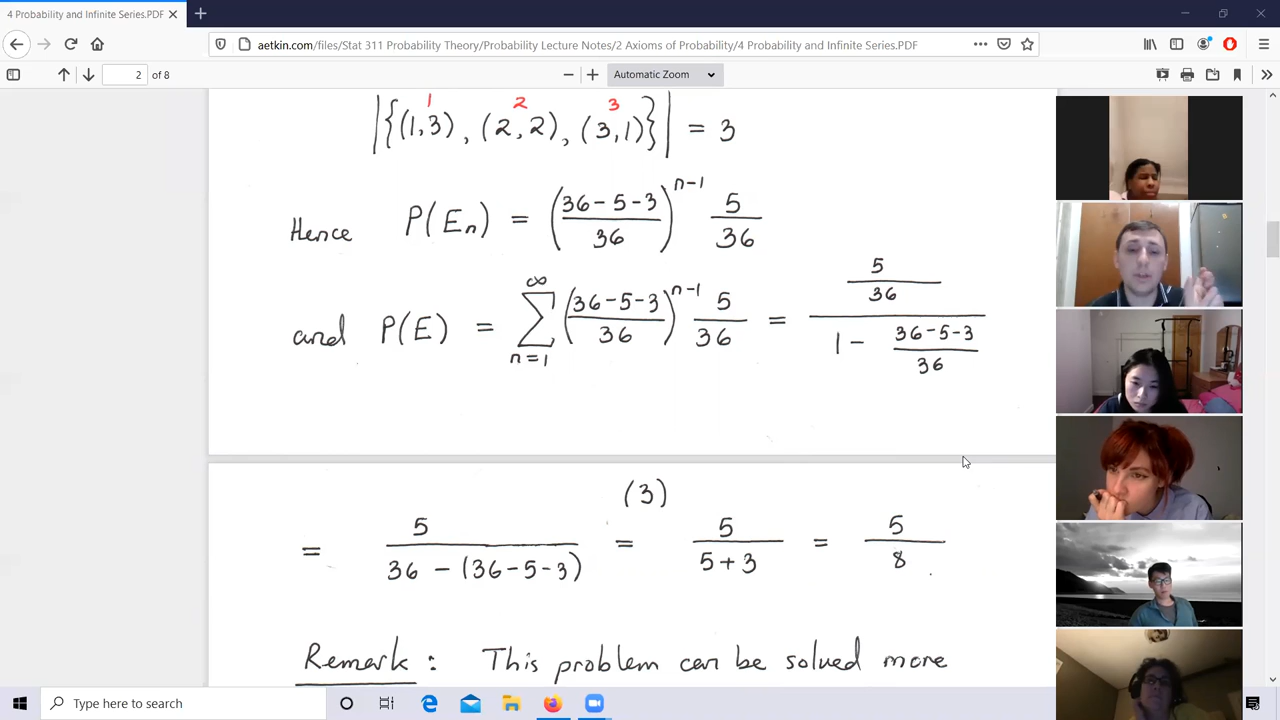 4 Probability and Infinite Series.PDF
aetkin.com/files/Stat 311 Probability Theory/Probability Lecture Notes/2 Axioms of Probability/4 Probability and Infinite Series.PDF
2 of 8
Automatic Zoom
1 2 3
|{(1,3), (2,2), (3,1)}| = 3
Hence P(En) = ((36-5-3)/36)^(n-1) 5/36
and P(E) = ∑_(n=1)^∞ ((36-5-3)/36)^(n-1) 5/36 = (5/36)/(1 - (36-5-3)/36)
(3)
= 5/(36 - (36-5-3)) = 5/(5+3) = 5/8.
Remark: This problem can be solved more
Type here to search